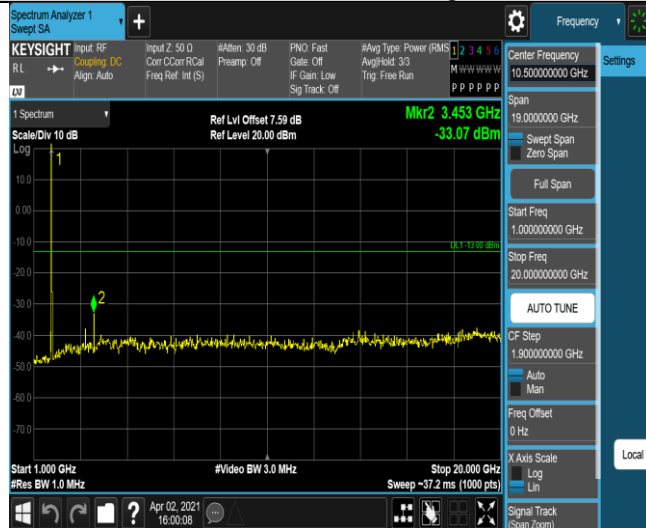 Spectrum Analyzer 1
Swept SA
Frequency
KEYSIGHT
R L
LXI
Input: RF
Coupling: DC
Align: Auto
Input Z: 50 Ω
Corr CCorr RCal
Freq Ref: Int (S)
#Atten: 30 dB
Preamp: Off
PNO: Fast
Gate: Off
IF Gain: Low
Sig Track: Off
#Avg Type: Power (RMS
Avg|Hold: 3/3
Trig: Free Run
1 2 3 4 5 6
M W W W W W
P P P P P P
1 Spectrum
Scale/Div 10 dB
Log
Ref Lvl Offset 7.59 dB
Ref Level 20.00 dBm
Mkr2 3.453 GHz
-33.07 dBm
1
10.0
0.00
-10.0
DL1 -13.00 dBm
-20.0
-30.0
2
-40.0
-50.0
-60.0
-70.0
Start 1.000 GHz
#Res BW 1.0 MHz
#Video BW 3.0 MHz
Stop 20.000 GHz
Sweep ~37.2 ms (1000 pts)
?
Apr 02, 2021
16:00:08
Center Frequency
10.500000000 GHz
Span
19.0000000 GHz
Swept Span
Zero Span
Full Span
Start Freq
1.000000000 GHz
Stop Freq
20.000000000 GHz
AUTO TUNE
CF Step
1.900000000 GHz
Auto
Man
Freq Offset
0 Hz
X Axis Scale
Log
Lin
Signal Track
(Span Zoom)
Settings
Local